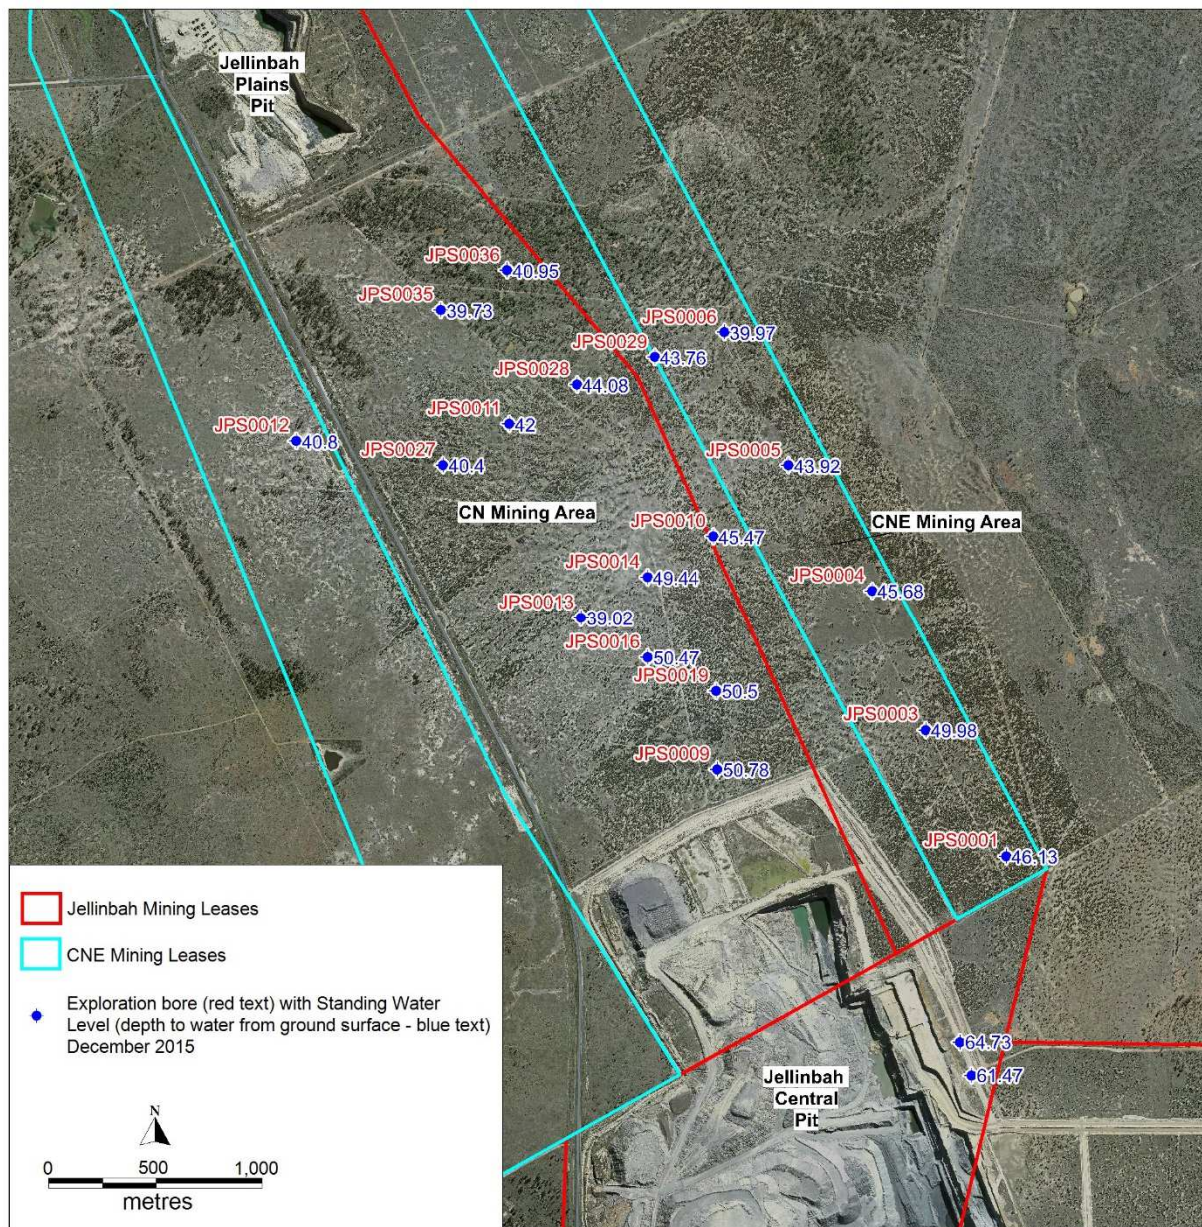 Jellinbah
Plains
Pit
JPS0036
40.95
JPS0035
39.73
JPS0006
39.97
JPS0029
43.76
JPS0028
44.08
JPS0011
42
JPS0012
40.8
JPS0027
40.4
JPS0005
43.92
CN Mining Area
CNE Mining Area
JPS0010
45.47
JPS0014
49.44
JPS0004
45.68
JPS0013
39.02
JPS0016
50.47
JPS0019
50.5
JPS0003
49.98
JPS0009
50.78
JPS0001
46.13
64.73
61.47
Jellinbah
Central
Pit
Jellinbah Mining Leases
CNE Mining Leases
Exploration bore (red text) with Standing Water
Level (depth to water from ground surface - blue text)
December 2015
N
0 500 1,000
metres